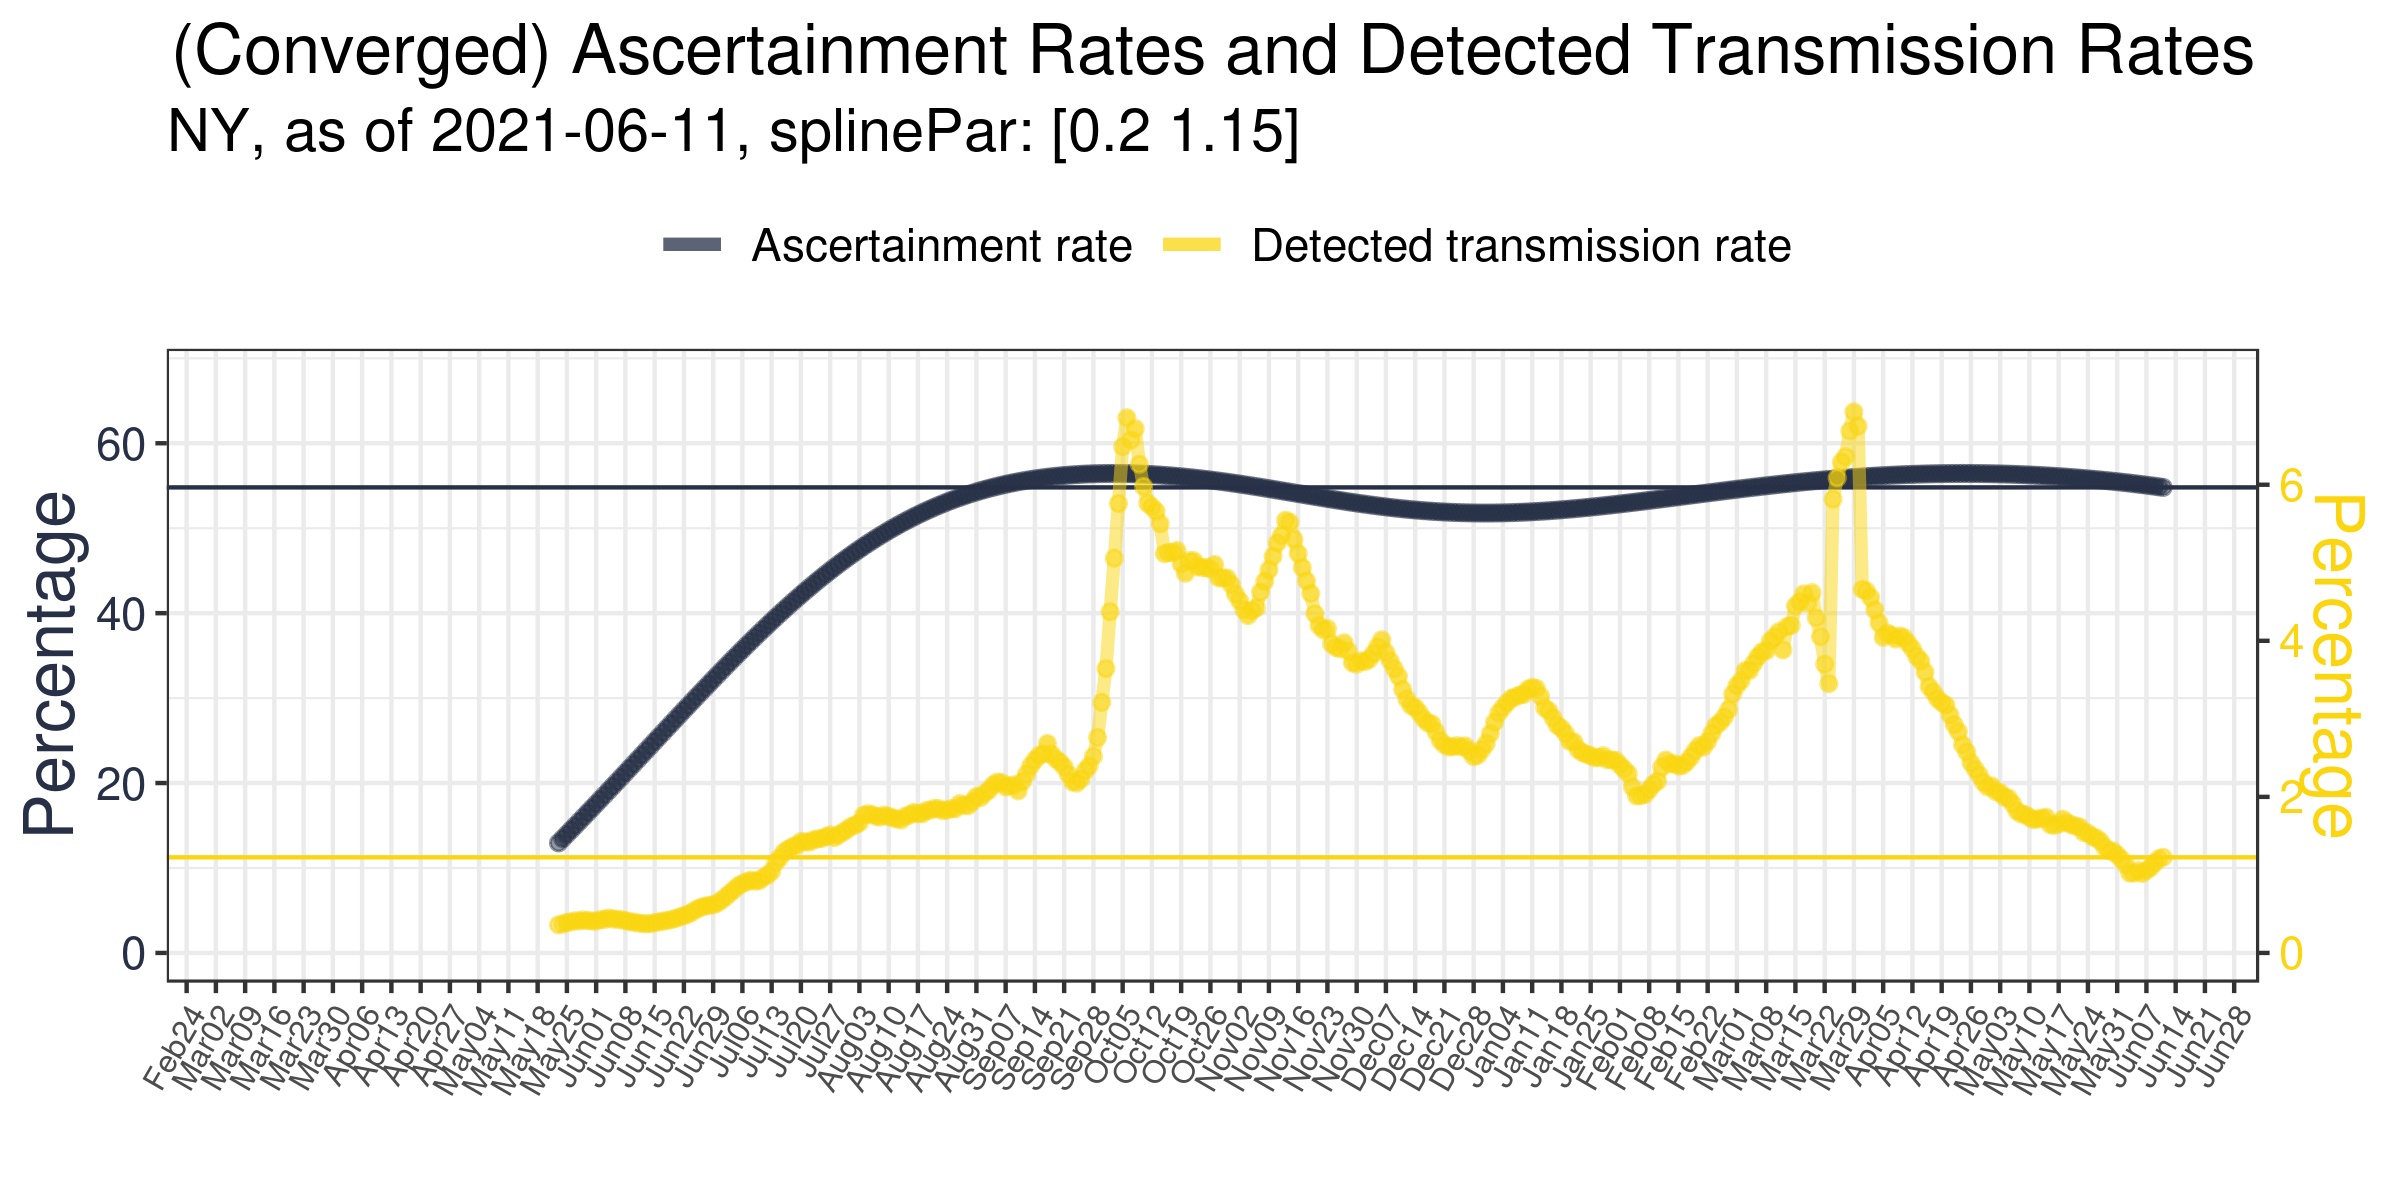 (Converged) Ascertainment Rates and Detected Transmission Rates
NY, as of 2021-06-11, splinePar: [0.2 1.15]
Ascertainment rate Detected transmission rate
Percentage
60
40
20
0
6
4
2
0
Percentage
Feb24 Mar02 Mar09 Mar16 Mar23 Mar30 Apr06 Apr13 Apr20 Apr27 May04 May11 May18 May25 Jun01 Jun08 Jun15 Jun22 Jun29 Jul06 Jul13 Jul20 Jul27 Aug03 Aug10 Aug17 Aug24 Aug31 Sep07 Sep14 Sep21 Sep28 Oct05 Oct12 Oct19 Oct26 Nov02 Nov09 Nov16 Nov23 Nov30 Dec07 Dec14 Dec21 Dec28 Jan04 Jan11 Jan18 Jan25 Feb01 Feb08 Feb15 Feb22 Mar01 Mar08 Mar15 Mar22 Mar29 Apr05 Apr12 Apr19 Apr26 May03 May10 May17 May24 May31 Jun07 Jun14 Jun21 Jun28